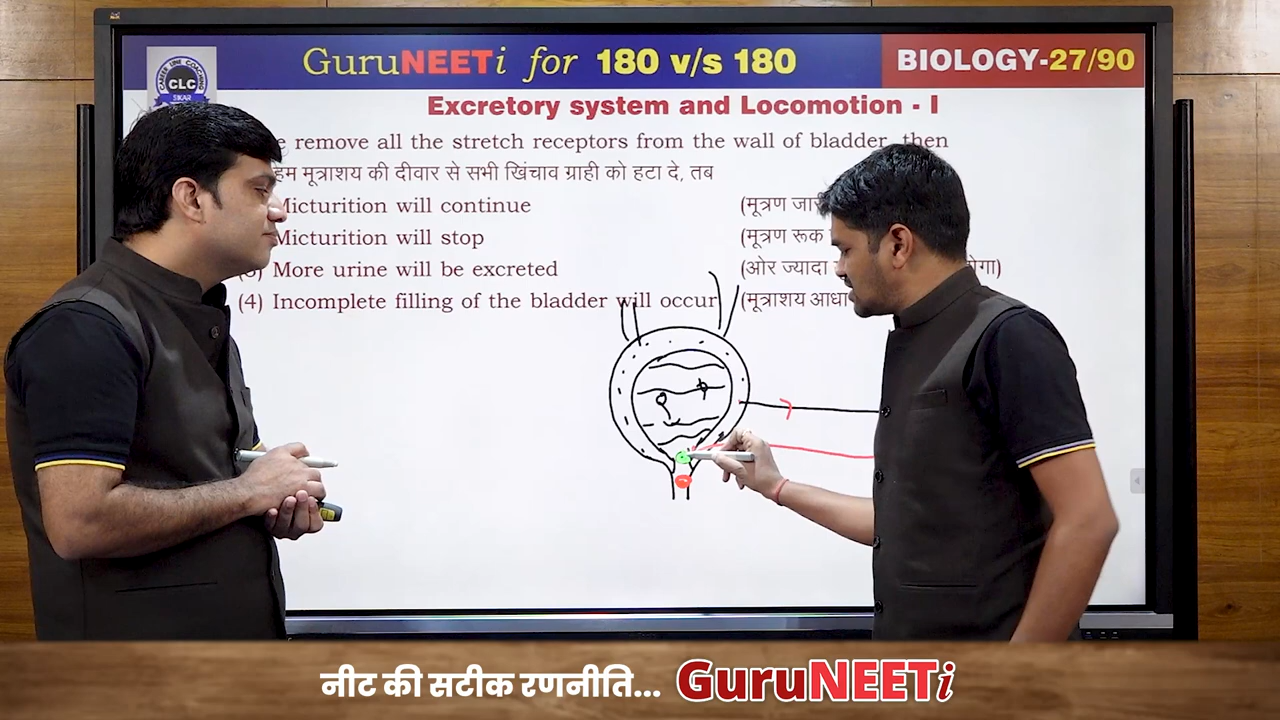 GuruNEETi for 180 v/s 180
BIOLOGY-27/90
CLC
SIKAR
Excretory system and Locomotion - I
remove all the stretch receptors from the wall of bladder, then
हम मूत्राशय की दीवार से सभी खिंचाव ग्राही को हटा दे, तब
Micturition will continue (मूत्रण
Micturition will stop (मूत्रण रूक
(3) More urine will be excreted (ओर ज्यादा
(4) Incomplete filling of the bladder will occur (मूत्राशय
नीट की सटीक रणनीति... GuruNEETi